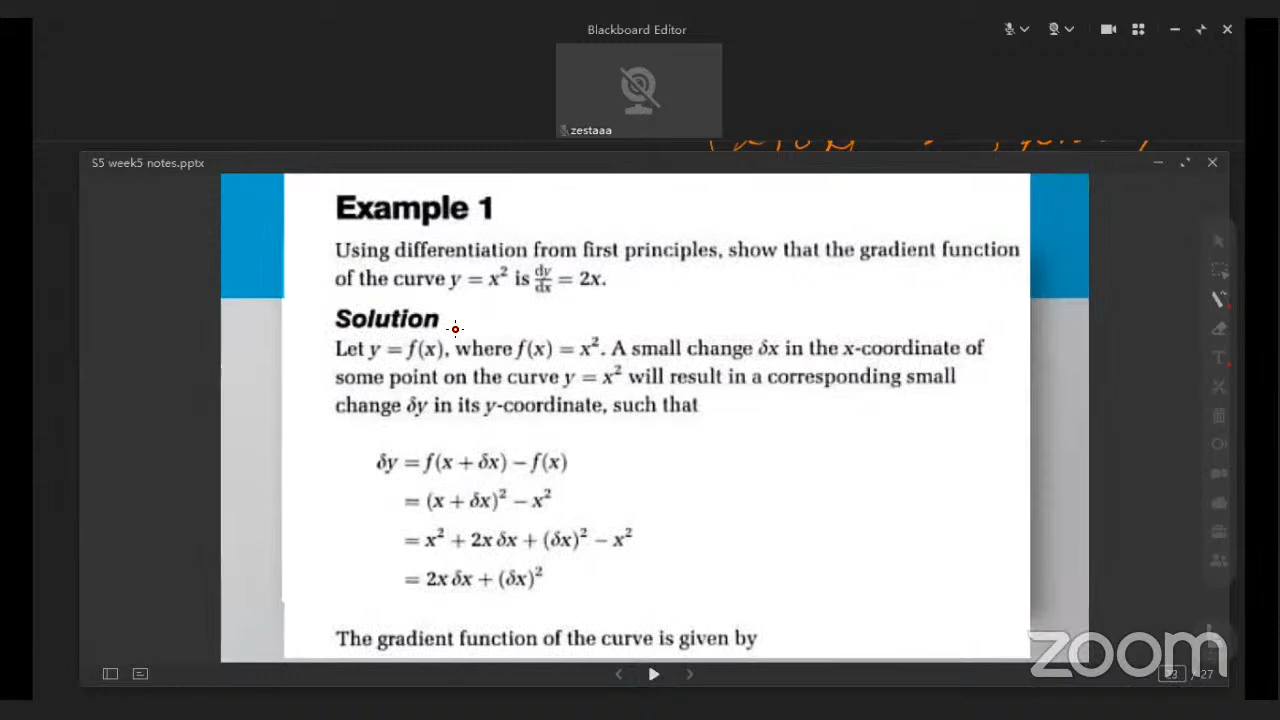 Blackboard Editor
zestaaa
S5 week5 notes.pptx
Example 1
Using differentiation from first principles, show that the gradient function
of the curve y = x² is dy/dx = 2x.
Solution
Let y = f(x), where f(x) = x². A small change δx in the x-coordinate of
some point on the curve y = x² will result in a corresponding small
change δy in its y-coordinate, such that
δy = f(x + δx) − f(x)
= (x + δx)² − x²
= x² + 2x δx + (δx)² − x²
= 2x δx + (δx)²
The gradient function of the curve is given by
zoom
23 / 27